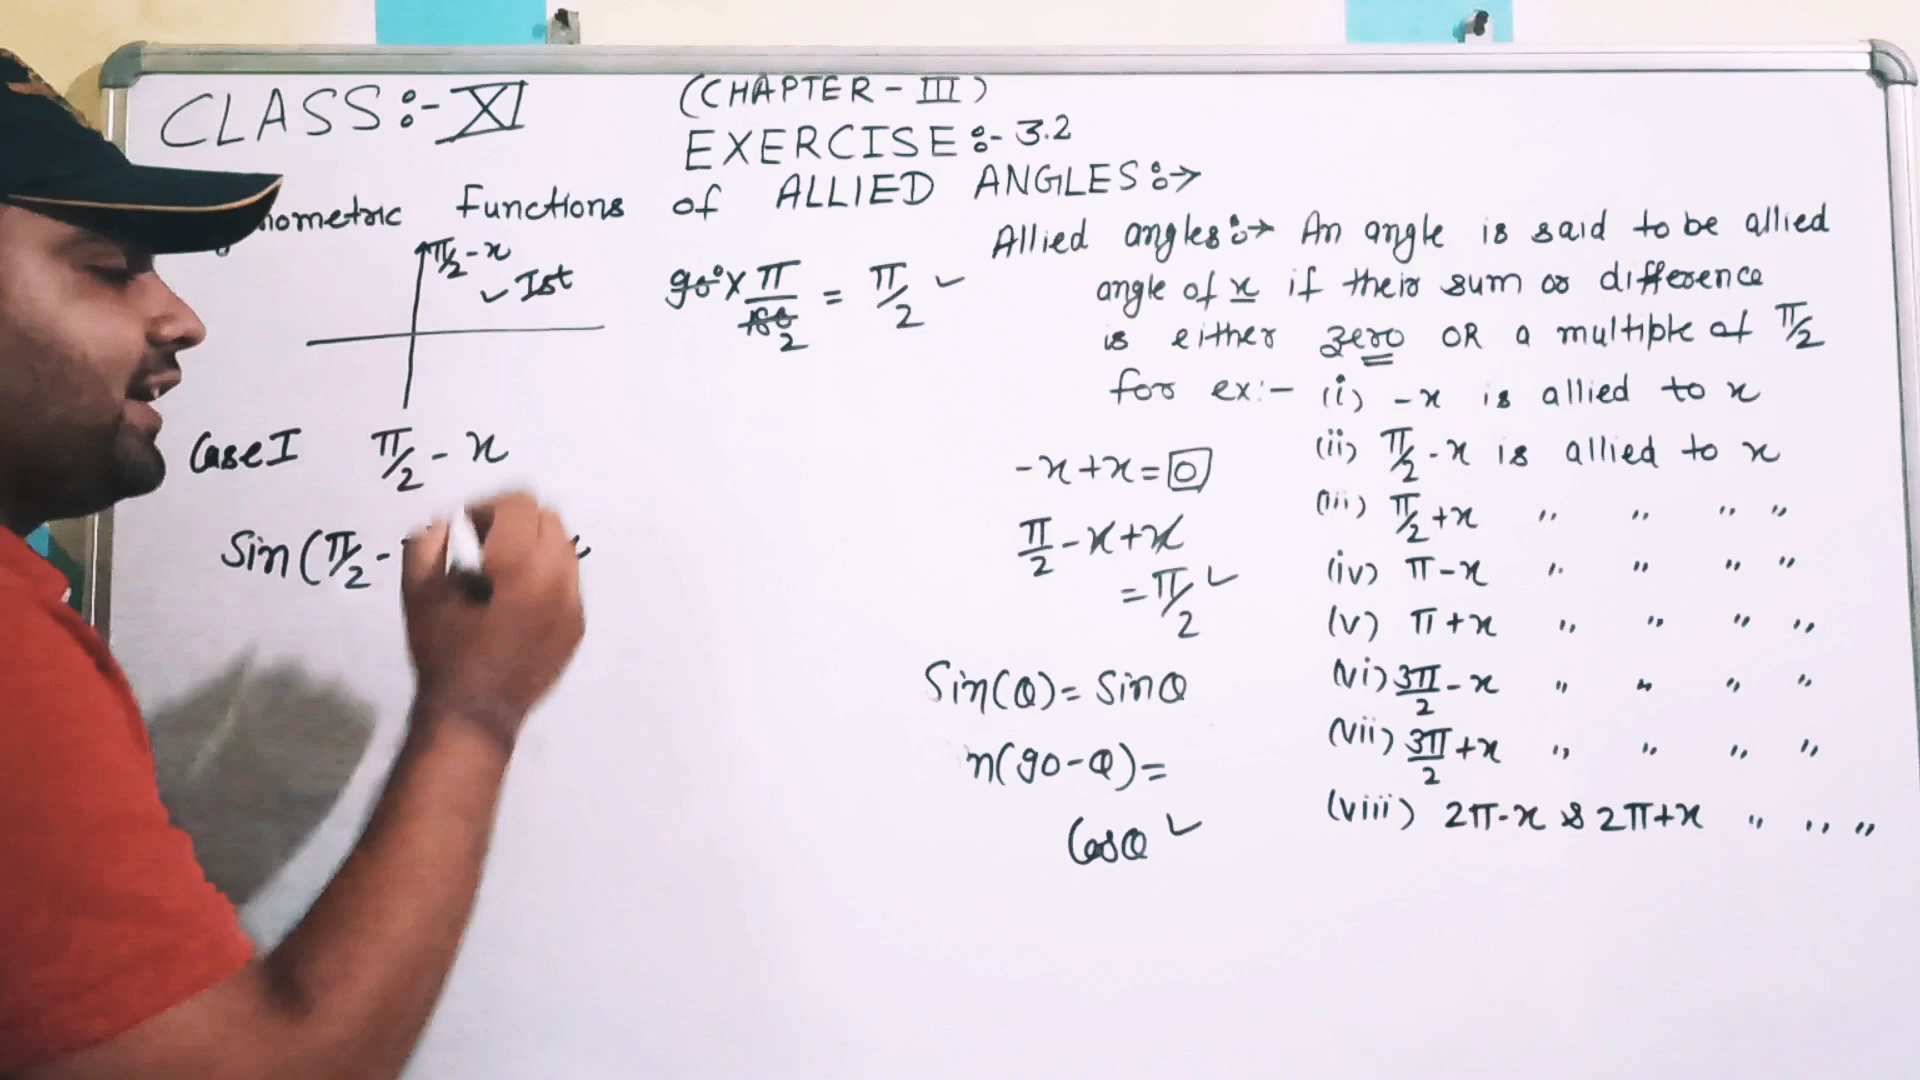 CLASS:- XI
(CHAPTER - III)
EXERCISE:- 3.2
nometric Functions of ALLIED ANGLES:→
π/2 - x
✓ Ist
90° × π/180 2 = π/2 ✓
Case I π/2 - x
Sin(π/2 -
Allied angles:→ An angle is said to be allied
angle of x if their sum or difference
is either zero OR a multiple of π/2
for ex:- (i) -x is allied to x
(ii) π/2 - x is allied to x
(iii) π/2 + x " " " "
(iv) π - x " " " "
(v) π + x " " " "
(vi) 3π/2 - x " " " "
(vii) 3π/2 + x " " " "
(viii) 2π - x & 2π + x " " "
-x + x = 0
π/2 - x + x
= π/2 ✓
Sin(θ) = Sinθ
n(90 - θ) =
Cosθ ✓